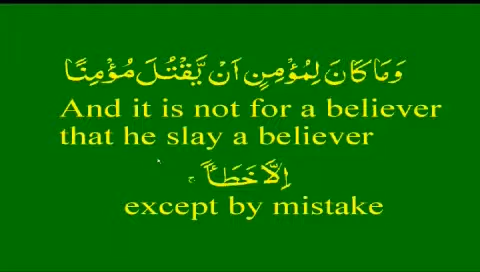 وَمَا كَانَ لِمُؤْمِنٍ اَنْ يَّقْتُلَ مُؤْمِنًا
And it is not for a believer
that he slay a believer
اِلَّا خَطَـًٔا ۚ
except by mistake